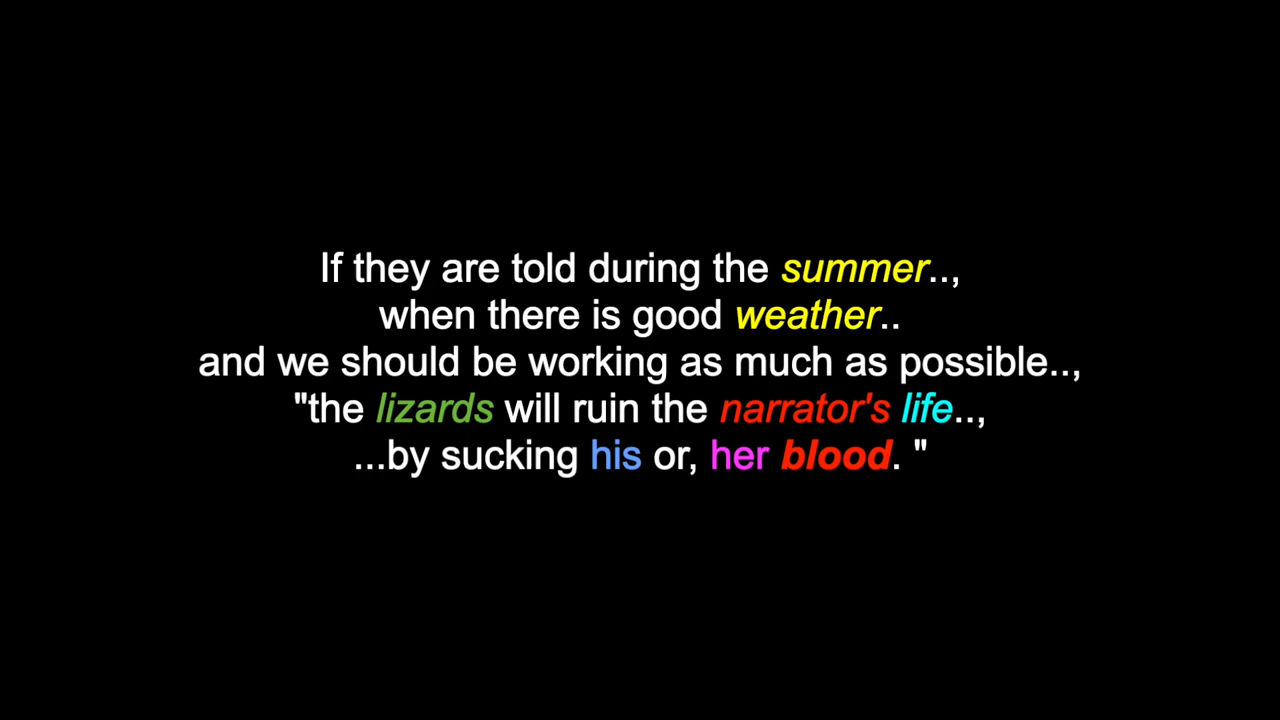 If they are told during the summer..,
when there is good weather..
and we should be working as much as possible..,
"the lizards will ruin the narrator's life..,
...by sucking his or, her blood. "